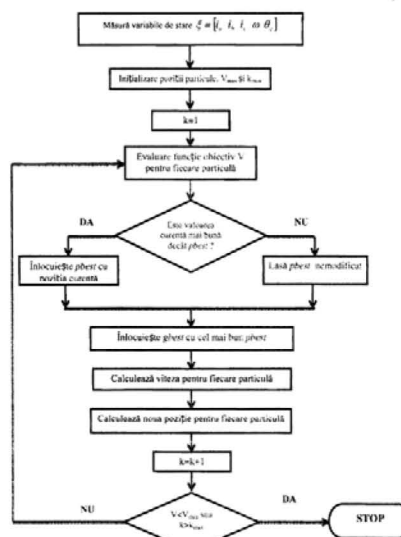 Măsură variabile de stare ξ = [i_a i_b i_c ω θ_r]
Inițializare poziții particule, V_max și k_max
k=1
Evaluare funcție obiectiv V
pentru fiecare particulă
DA
NU
Este valoarea
curentă mai bună
decât pbest ?
Înlocuiește pbest cu
poziția curentă
Lasă pbest nemodificat
Înlocuiește gbest cu cel mai bun pbest
Calculează viteza pentru fiecare particulă
Calculează noua poziție pentru fiecare particulă
k=k+1
NU
DA
V<V_max sau
k>k_max
STOP